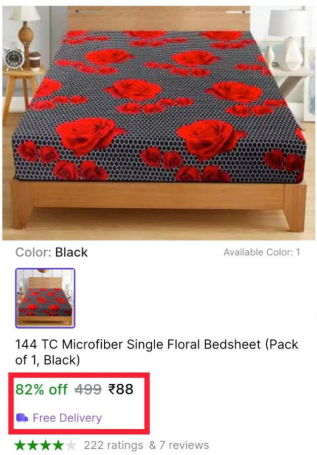 Color: Black
Available Color: 1
144 TC Microfiber Single Floral Bedsheet (Pack
of 1, Black)
82% off 499 ₹88
Free Delivery
222 ratings & 7 reviews